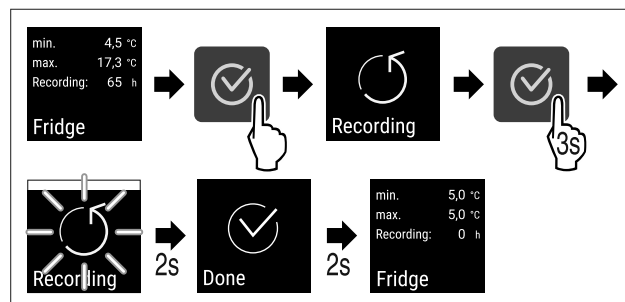 min. 4,5 °C
max. 17,3 °C
Recording: 65 h
Fridge
Recording
3s
Recording
2s
Done
2s
min. 5,0 °C
max. 5,0 °C
Recording: 0 h
Fridge